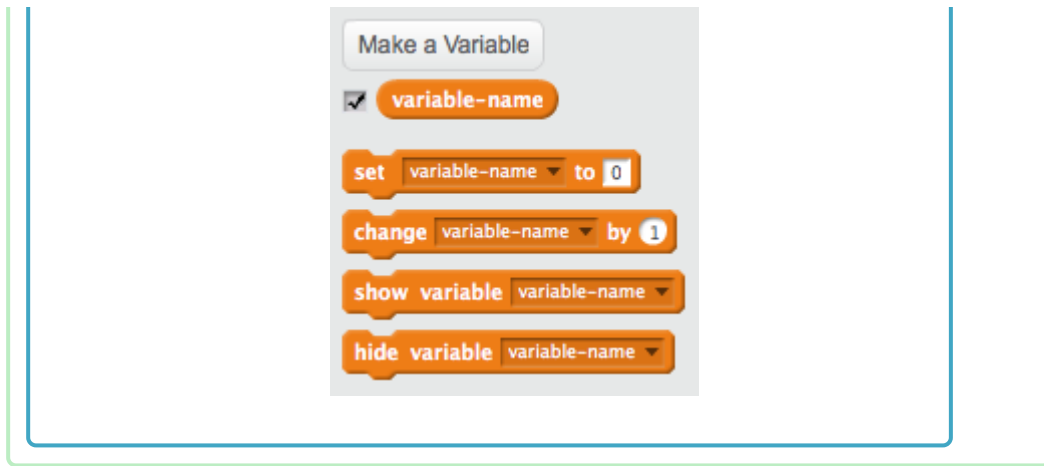 Make a Variable
variable-name
set variable-name to 0
change variable-name by 1
show variable variable-name
hide variable variable-name